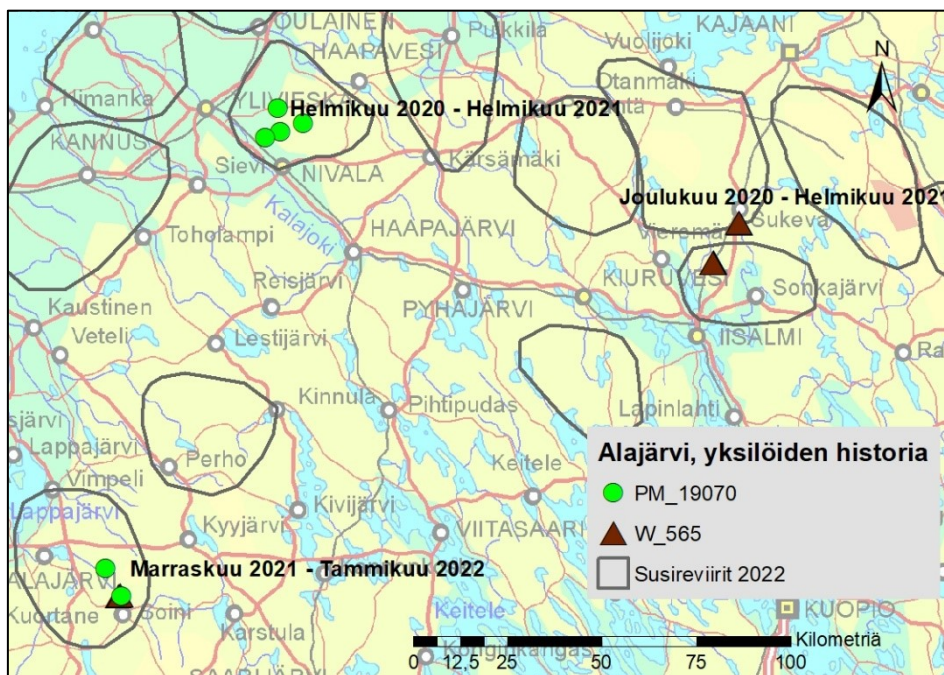 OULAINEN
KAJAANI
Pulkkila
HAAPAVESI
Vuolijoki
N
Otanmäki
Himanka
Helmikuu 2020 - Helmikuu 2021
KANNUS
Sievi
NIVALA
Kärsämäki
Joulukuu 2020 - Helmikuu 2021
Sukeva
Kalajoki
Toholampi
HAAPAJÄRVI
Vieremä
KIURUVESI
Reisjärvi
PYHÄJÄRVI
Sonkajärvi
Kaustinen
Veteli
Lestijärvi
IISALMI
Ra
Kinnula
Pihtipudas
Lapinlahti
sjärvi
Lappajärvi
Perho
Keitele
Vimpeli
Lappajärvi
Kivijärvi
Kyyjärvi
VIITASAARI
Marraskuu 2021 - Tammikuu 2022
Kuortane
Soini
Karstula
Keitele
KUOPIO
Alajärvi, yksilöiden historia
PM_19070
W_565
Susireviirit 2022
Kilometriä
0 12,5 25 50 75 100